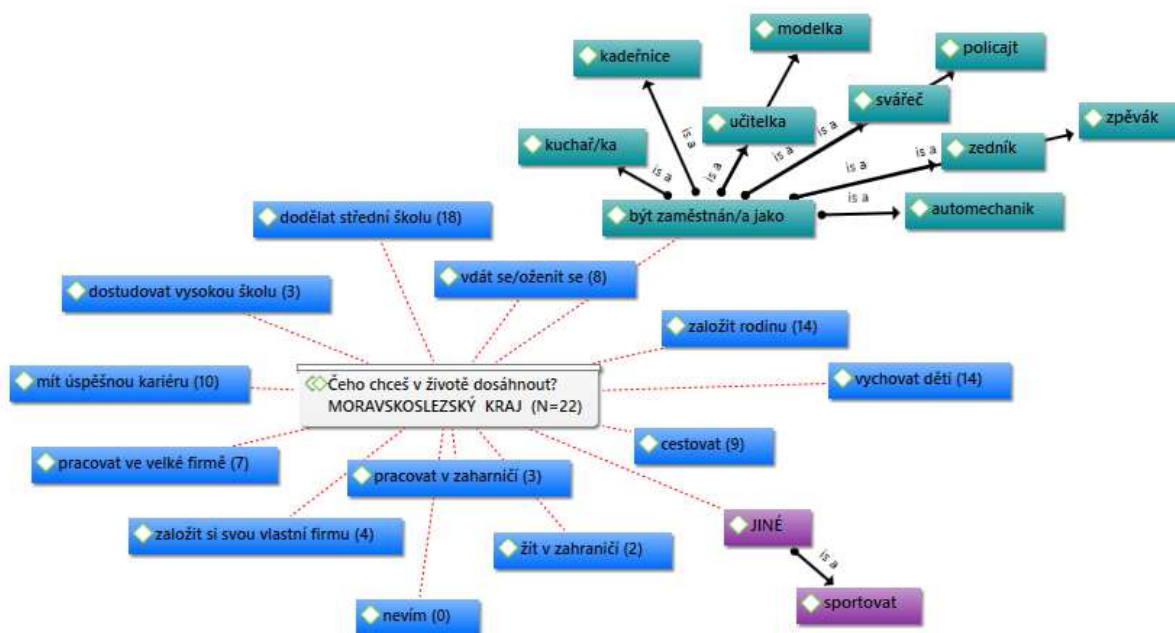 modelka
policajt
kadeřnice
svářeč
učitelka
zpěvák
kuchař/ka
zedník
is a
is a
is a
is a
is a
is a
is a
být zaměstnán/a jako
automechanik
dodělat střední školu (18)
vdát se/oženit se (8)
dostudovat vysokou školu (3)
založit rodinu (14)
Čeho chceš v životě dosáhnout?
MORAVSKOSLEZSKÝ KRAJ (N=22)
mít úspěšnou kariéru (10)
vychovat děti (14)
cestovat (9)
pracovat ve velké firmě (7)
pracovat v zaharničí (3)
založit si svou vlastní firmu (4)
žít v zahraničí (2)
JINÉ
is a
sportovat
nevím (0)